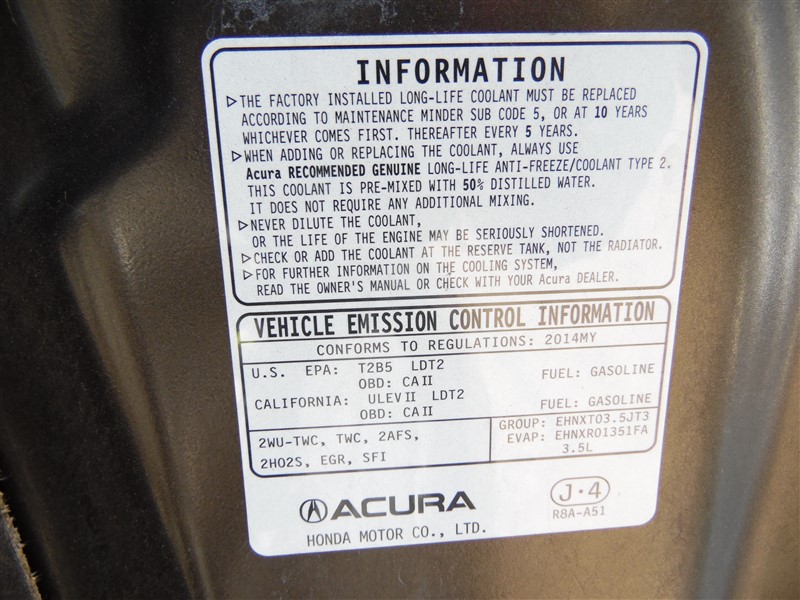 INFORMATION
▷THE FACTORY INSTALLED LONG-LIFE COOLANT MUST BE REPLACED
ACCORDING TO MAINTENANCE MINDER SUB CODE 5, OR AT 10 YEARS
WHICHEVER COMES FIRST. THEREAFTER EVERY 5 YEARS.
▷WHEN ADDING OR REPLACING THE COOLANT, ALWAYS USE
Acura RECOMMENDED GENUINE LONG-LIFE ANTI-FREEZE/COOLANT TYPE 2.
THIS COOLANT IS PRE-MIXED WITH 50% DISTILLED WATER.
IT DOES NOT REQUIRE ANY ADDITIONAL MIXING.
▷NEVER DILUTE THE COOLANT,
OR THE LIFE OF THE ENGINE MAY BE SERIOUSLY SHORTENED.
▷CHECK OR ADD THE COOLANT AT THE RESERVE TANK, NOT THE RADIATOR.
▷FOR FURTHER INFORMATION ON THE COOLING SYSTEM,
READ THE OWNER'S MANUAL OR CHECK WITH YOUR Acura DEALER.
VEHICLE EMISSION CONTROL INFORMATION
CONFORMS TO REGULATIONS: 2014MY
U.S. EPA: T2B5 LDT2
OBD: CAII FUEL: GASOLINE
CALIFORNIA: ULEVII LDT2
OBD: CAII FUEL: GASOLINE
2WU-TWC, TWC, 2AFS,
2HO2S, EGR, SFI
GROUP: EHNXT03.5JT3
EVAP: EHNXR01351FA
3.5L
ACURA
HONDA MOTOR CO., LTD.
J·4
R8A-A51